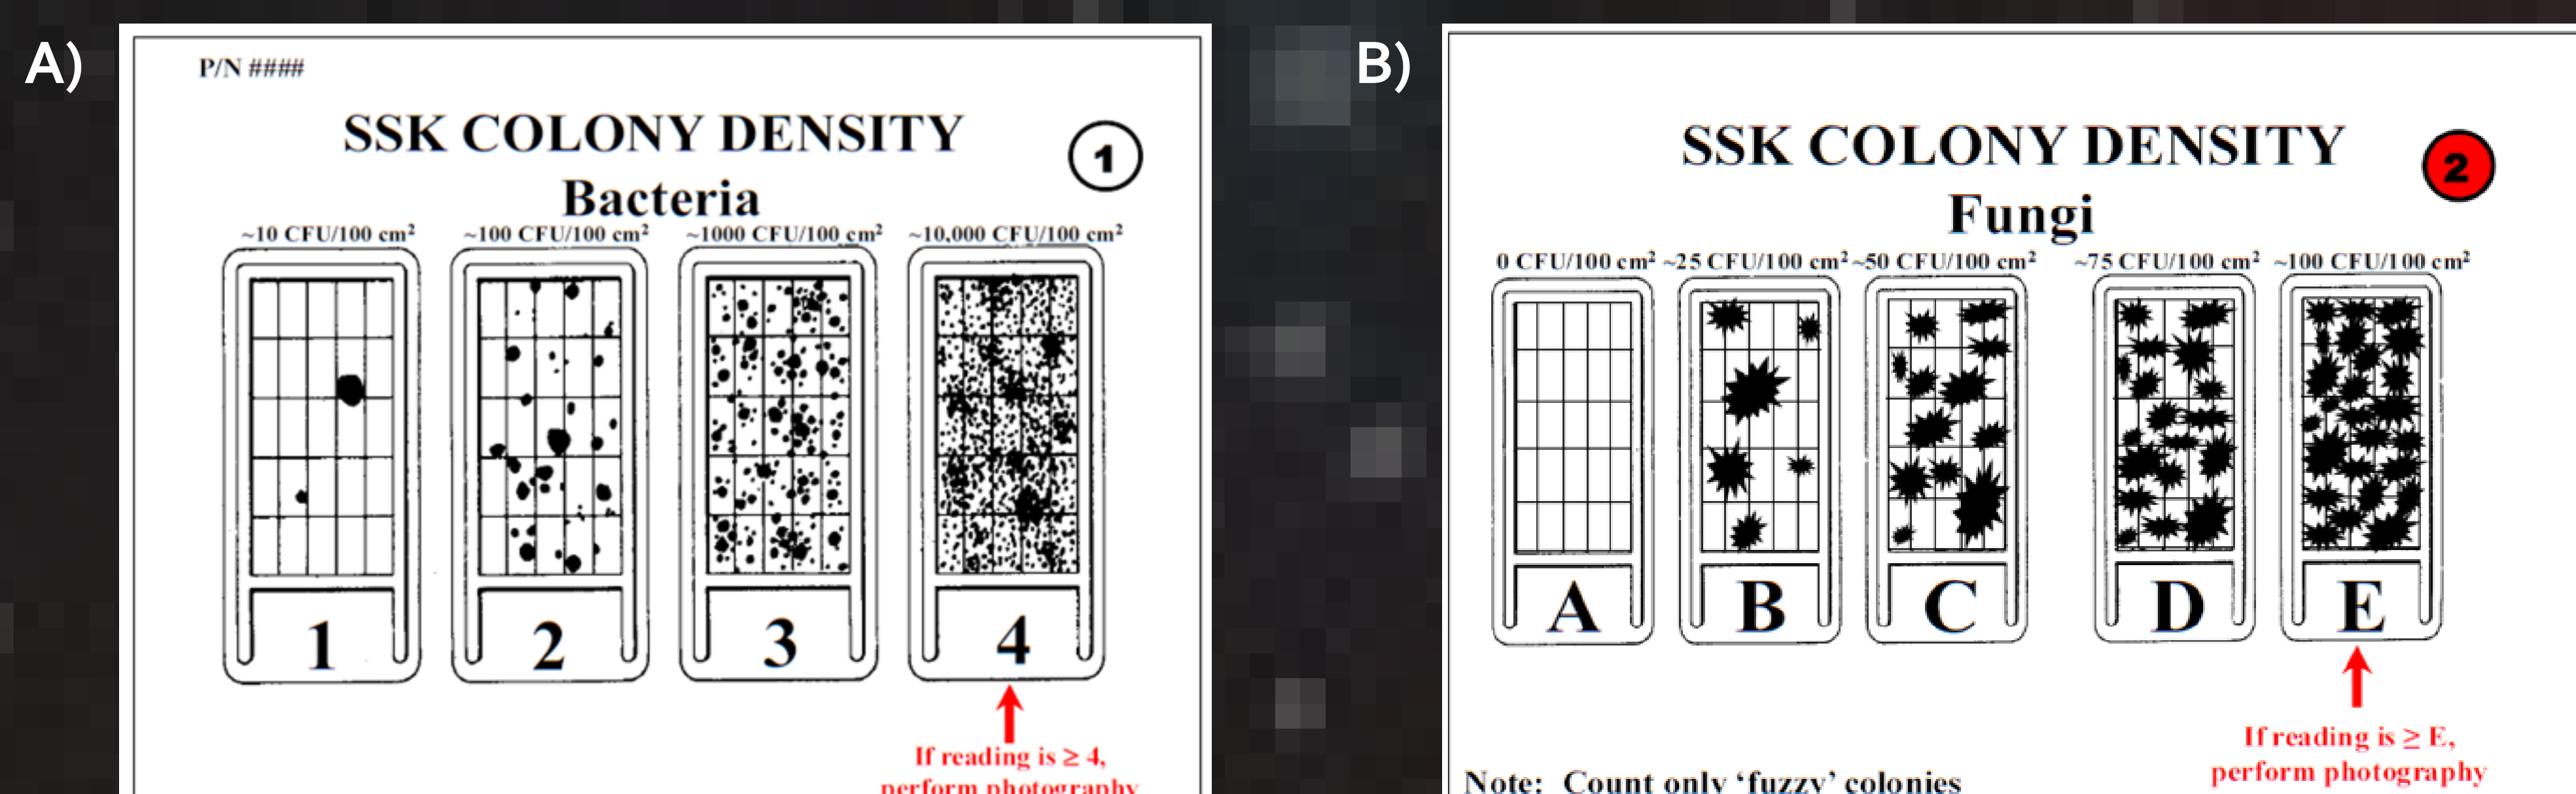 A)
P/N ####
SSK COLONY DENSITY
1
Bacteria
~10 CFU/100 cm² ~100 CFU/100 cm² ~1000 CFU/100 cm² ~10,000 CFU/100 cm²
1 2 3 4
If reading is ≥ 4,
perform photography
B)
SSK COLONY DENSITY
2
Fungi
0 CFU/100 cm² ~25 CFU/100 cm² ~50 CFU/100 cm² ~75 CFU/100 cm² ~100 CFU/100 cm²
A B C D E
If reading is ≥ E,
perform photography
Note: Count only ‘fuzzy’ colonies